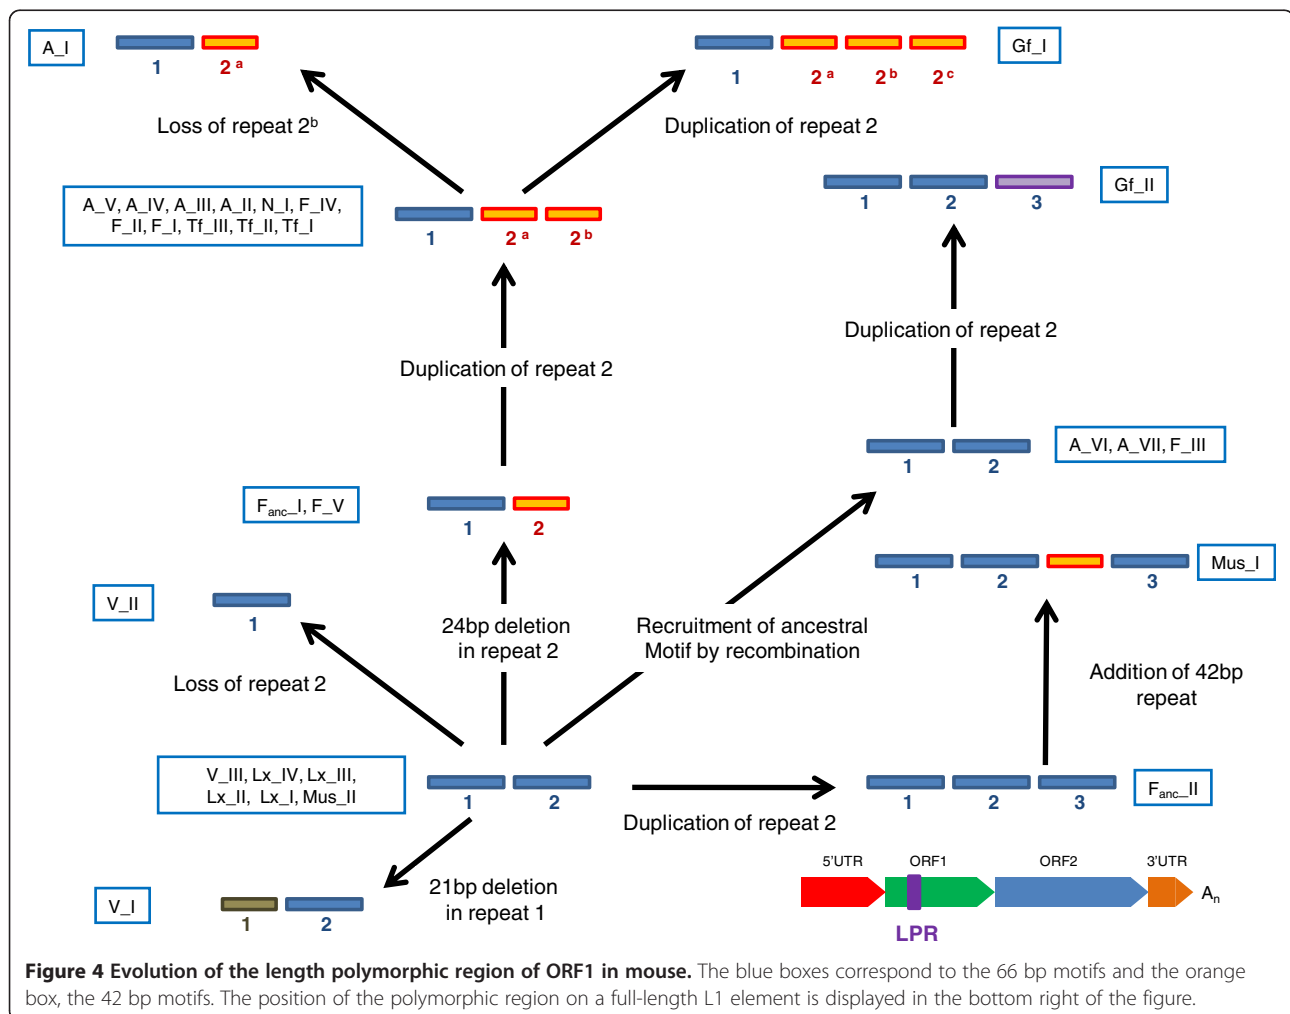 A_I
1 2 a
Loss of repeat 2b
1 2 a 2 b 2 c
Gf_I
Duplication of repeat 2
A_V, A_IV, A_III, A_II, N_I, F_IV,
F_II, F_I, Tf_III, Tf_II, Tf_I
1 2 a 2 b
1 2 3
Gf_II
Duplication of repeat 2
Duplication of repeat 2
1 2
A_VI, A_VII, F_III
Fanc_I, F_V
1 2
1 2 3
Mus_I
V_II
1
Loss of repeat 2
24bp deletion
in repeat 2
Recruitment of ancestral
Motif by recombination
Addition of 42bp
repeat
V_III, Lx_IV, Lx_III,
Lx_II, Lx_I, Mus_II
1 2
Duplication of repeat 2
1 2 3
Fanc_II
V_I
1 2
21bp deletion
in repeat 1
5'UTR ORF1 ORF2 3'UTR
An
LPR
Figure 4 Evolution of the length polymorphic region of ORF1 in mouse. The blue boxes correspond to the 66 bp motifs and the orange
box, the 42 bp motifs. The position of the polymorphic region on a full-length L1 element is displayed in the bottom right of the figure.